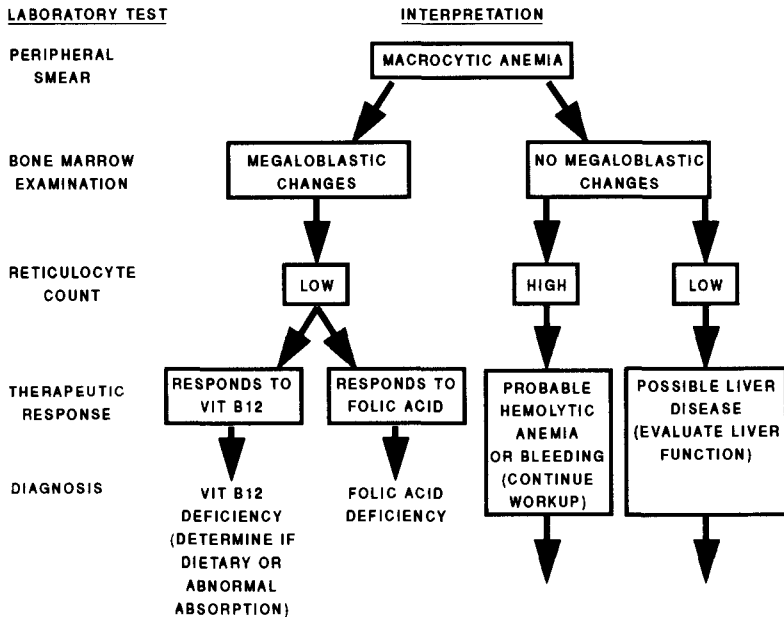 LABORATORY TEST
INTERPRETATION
PERIPHERAL
SMEAR
MACROCYTIC ANEMIA
BONE MARROW
EXAMINATION
MEGALOBLASTIC
CHANGES
NO MEGALOBLASTIC
CHANGES
RETICULOCYTE
COUNT
LOW
HIGH
LOW
THERAPEUTIC
RESPONSE
RESPONDS TO
VIT B12
RESPONDS TO
FOLIC ACID
PROBABLE
HEMOLYTIC
ANEMIA
OR BLEEDING
(CONTINUE
WORKUP)
POSSIBLE LIVER
DISEASE
(EVALUATE LIVER
FUNCTION)
DIAGNOSIS
VIT B12
DEFICIENCY
(DETERMINE IF
DIETARY OR
ABNORMAL
ABSORPTION)
FOLIC ACID
DEFICIENCY